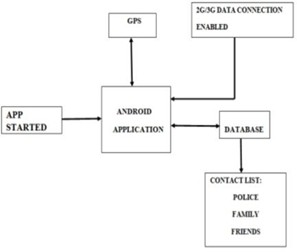 GPS
2G/3G DATA CONNECTION
ENABLED
APP
STARTED
ANDROID
APPLICATION
DATABASE
CONTACT LIST:
POLICE
FAMILY
FRIENDS